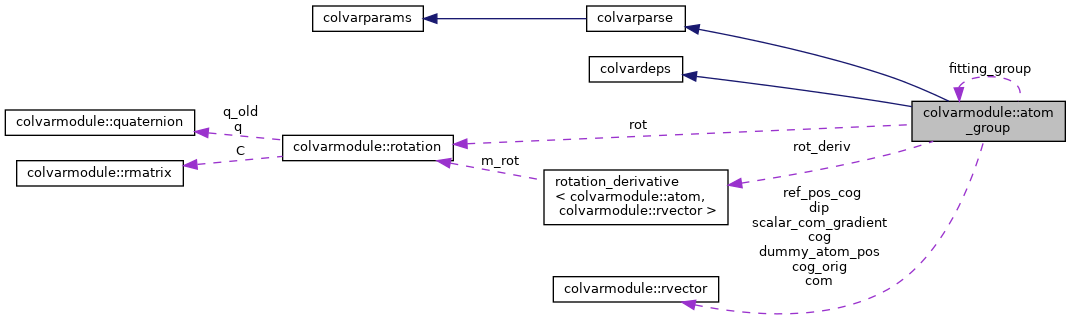 colvarparams
colvarparse
colvardeps
fitting_group
colvarmodule::atom
_group
colvarmodule::quaternion
q_old
q
colvarmodule::rotation
rot
colvarmodule::rmatrix
C
m_rot
rot_deriv
rotation_derivative
< colvarmodule::atom,
colvarmodule::rvector >
ref_pos_cog
dip
scalar_com_gradient
cog
dummy_atom_pos
cog_orig
com
colvarmodule::rvector